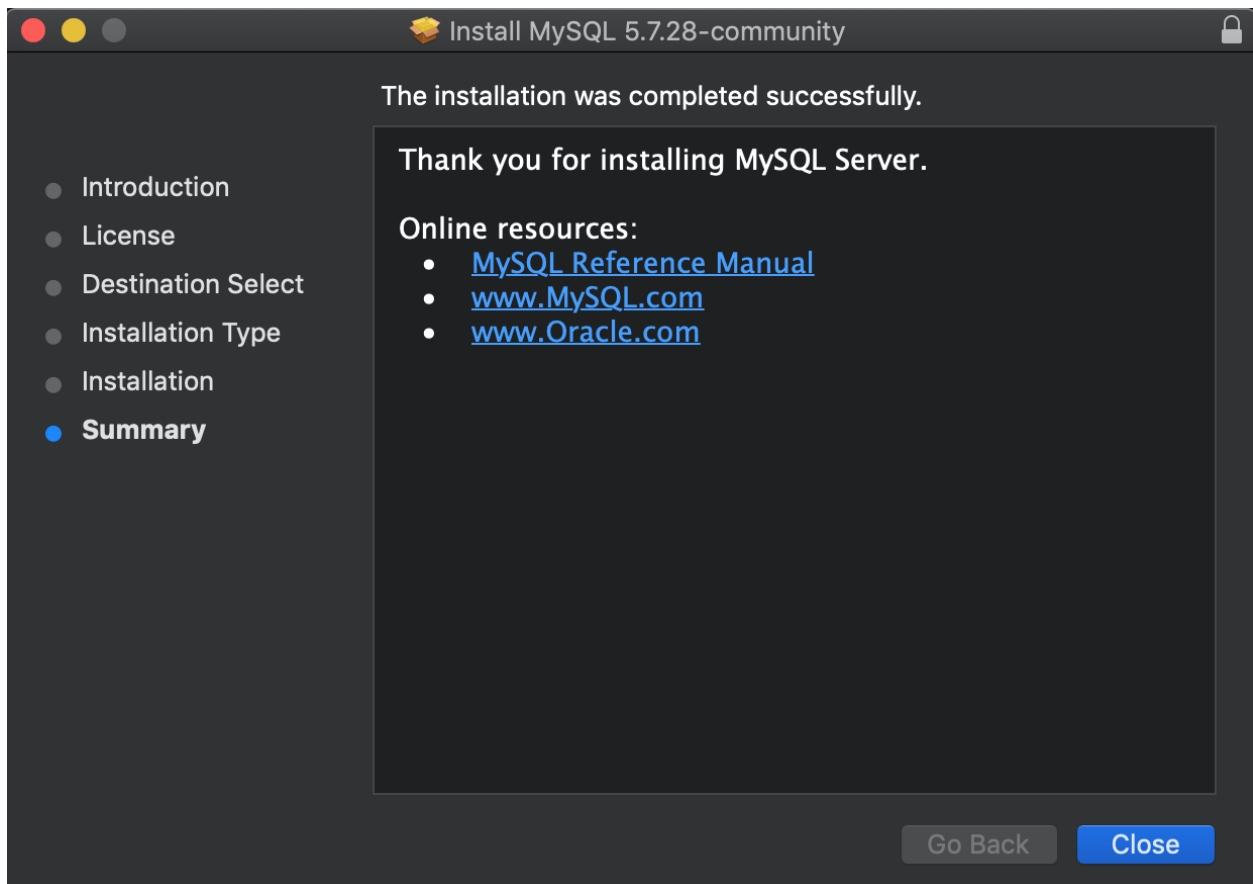 Install MySQL 5.7.28-community
The installation was completed successfully.
Introduction
License
Destination Select
Installation Type
Installation
Summary
Thank you for installing MySQL Server.
Online resources:
• MySQL Reference Manual
• www.MySQL.com
• www.Oracle.com
Go Back
Close